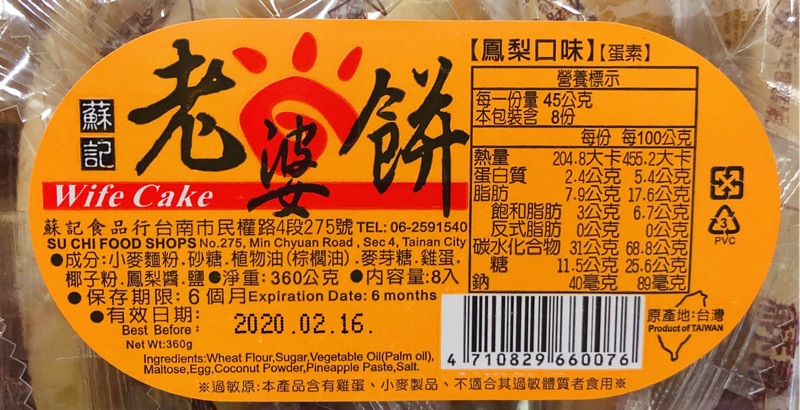 蘇記
老婆餅
Wife Cake
蘇記食品行台南市民權路4段275號 TEL: 06-2591540
SU CHI FOOD SHOPS No.275, Min Chyuan Road , Sec 4, Tainan City
●成分:小麥麵粉.砂糖.植物油(棕櫚油).麥芽糖.雞蛋.
椰子粉.鳳梨醬.鹽●淨重:360公克 ●內容量:8入
●保存期限:6個月Expiration Date: 6 months
●有效日期:
Best Before :
2020.02.16.
Net Wt:360g
Ingredients:Wheat Flour,Sugar,Vegetable Oil(Palm oil),
Maltose,Egg,Coconut Powder,Pineapple Paste,Salt.
※過敏原:本產品含有雞蛋、小麥製品、不適合其過敏體質者食用※
【鳳梨口味】[蛋素]
營養標示
每一份量 45公克
本包裝含 8份
每份 每100公克
熱量 204.8大卡 455.2大卡
蛋白質 2.4公克 5.4公克
脂肪 7.9公克 17.6公克
飽和脂肪 3公克 6.7公克
反式脂肪 0公克 0公克
碳水化合物 31公克 68.8公克
糖 11.5公克 25.6公克
鈉 40毫克 89毫克
4 710829 660076
3
PVC
原產地:台灣
Product of TAIWAN